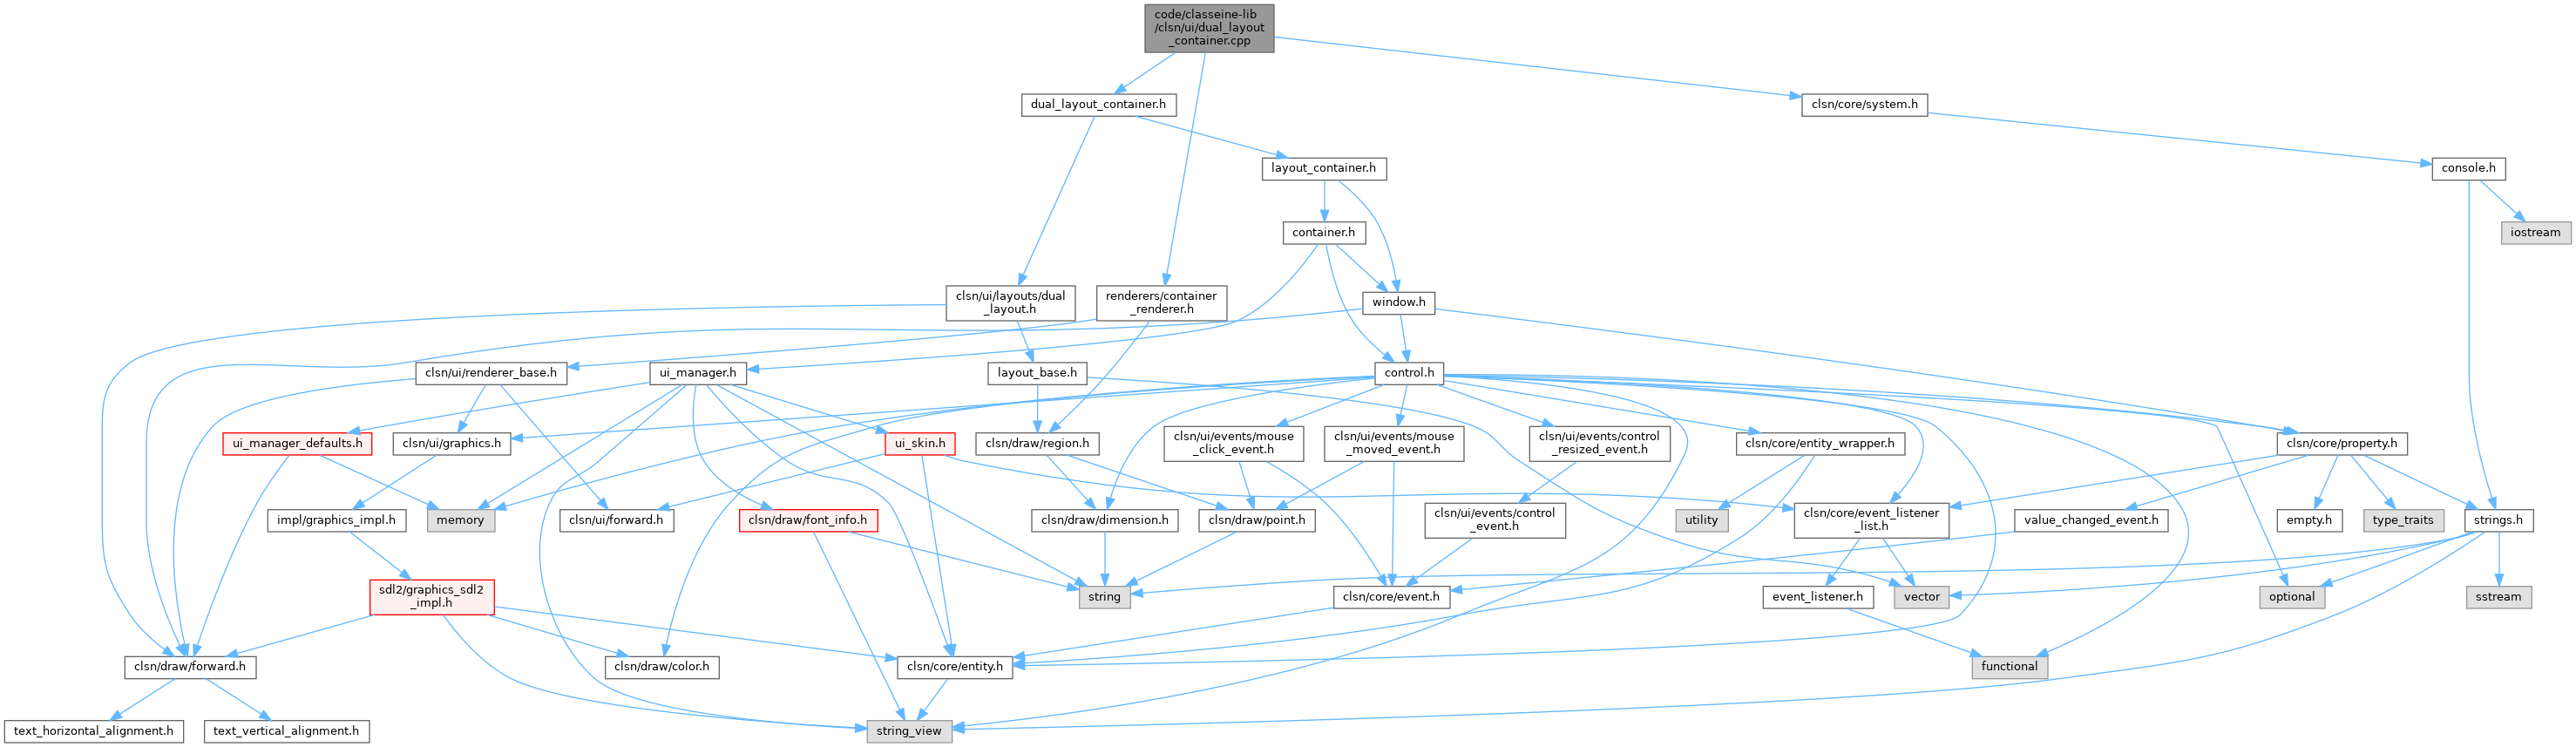 code/classeine-lib
/clsn/ui/dual_layout
_container.cpp
dual_layout_container.h
clsn/core/system.h
layout_container.h
console.h
container.h
iostream
clsn/ui/layouts/dual
_layout.h
renderers/container
_renderer.h
window.h
clsn/ui/renderer_base.h
ui_manager.h
layout_base.h
control.h
ui_manager_defaults.h
clsn/ui/graphics.h
ui_skin.h
clsn/draw/region.h
clsn/ui/events/mouse
_click_event.h
clsn/ui/events/mouse
_moved_event.h
clsn/ui/events/control
_resized_event.h
clsn/core/entity_wrapper.h
clsn/core/property.h
impl/graphics_impl.h
memory
clsn/ui/forward.h
clsn/draw/font_info.h
clsn/draw/dimension.h
clsn/draw/point.h
clsn/ui/events/control
_event.h
utility
clsn/core/event_listener
_list.h
value_changed_event.h
empty.h
type_traits
strings.h
sdl2/graphics_sdl2
_impl.h
string
clsn/core/event.h
event_listener.h
vector
optional
sstream
clsn/draw/forward.h
clsn/draw/color.h
clsn/core/entity.h
functional
text_horizontal_alignment.h
text_vertical_alignment.h
string_view